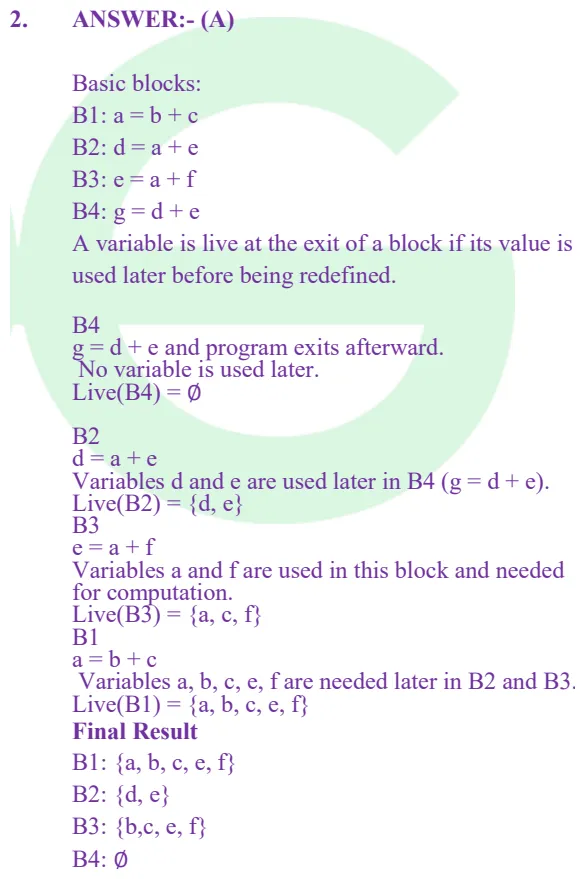 2. ANSWER:- (A)
Basic blocks:
B1: a = b + c
B2: d = a + e
B3: e = a + f
B4: g = d + e
A variable is live at the exit of a block if its value is
used later before being redefined.
B4
g = d + e and program exits afterward.
No variable is used later.
Live(B4) = ∅
B2
d = a + e
Variables d and e are used later in B4 (g = d + e).
Live(B2) = {d, e}
B3
e = a + f
Variables a and f are used in this block and needed
for computation.
Live(B3) = {a, c, f}
B1
a = b + c
Variables a, b, c, e, f are needed later in B2 and B3.
Live(B1) = {a, b, c, e, f}
Final Result
B1: {a, b, c, e, f}
B2: {d, e}
B3: {b,c, e, f}
B4: ∅